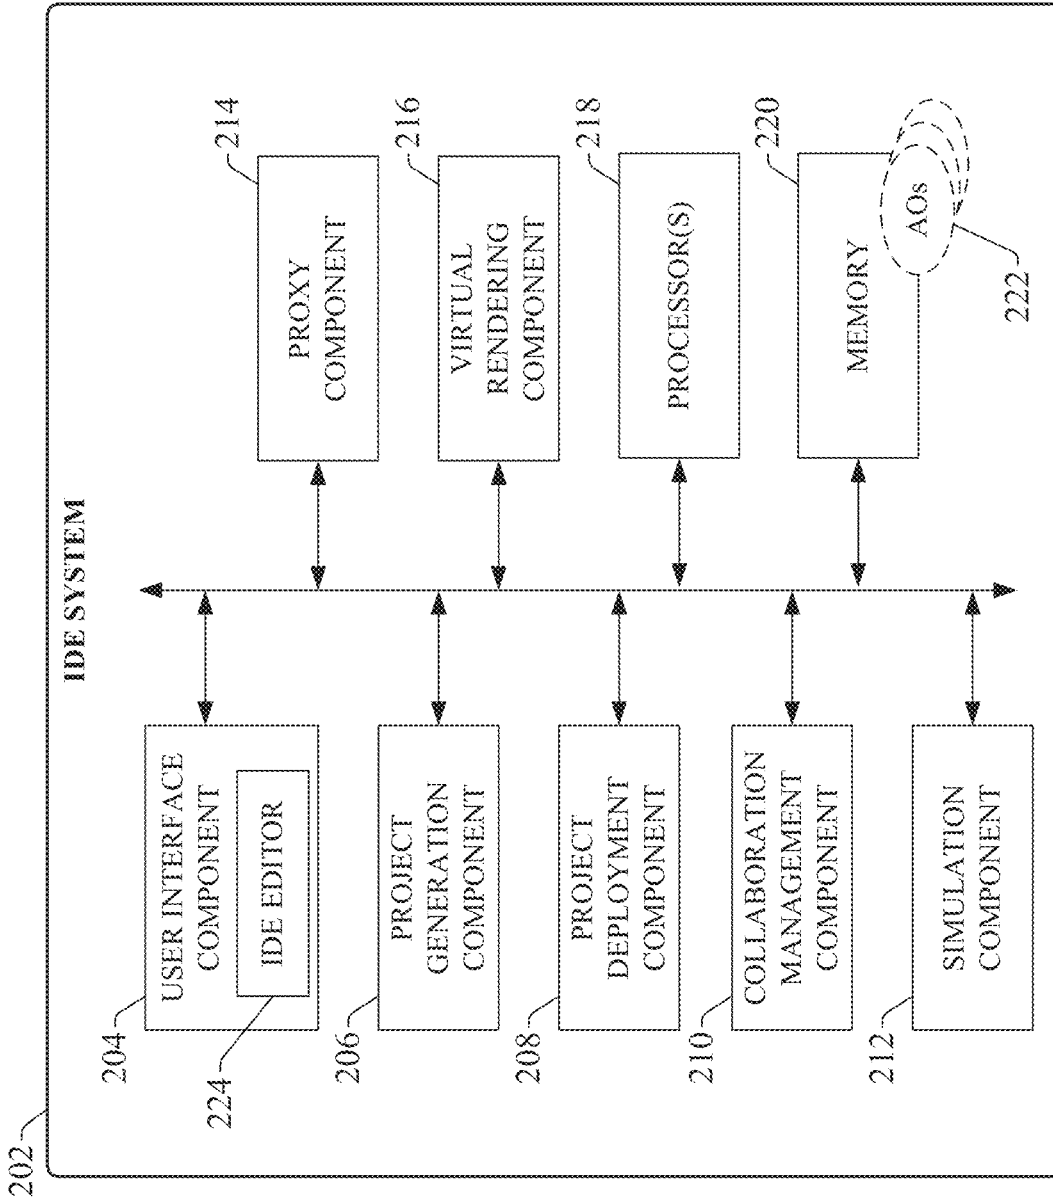 202
IDE SYSTEM
204
USER INTERFACE
COMPONENT
224
IDE EDITOR
206
PROJECT
GENERATION
COMPONENT
208
PROJECT
DEPLOYMENT
COMPONENT
210
COLLABORATION
MANAGEMENT
COMPONENT
212
SIMULATION
COMPONENT
214
PROXY
COMPONENT
216
VIRTUAL
RENDERING
COMPONENT
218
PROCESSOR(S)
220
MEMORY
AOs
222